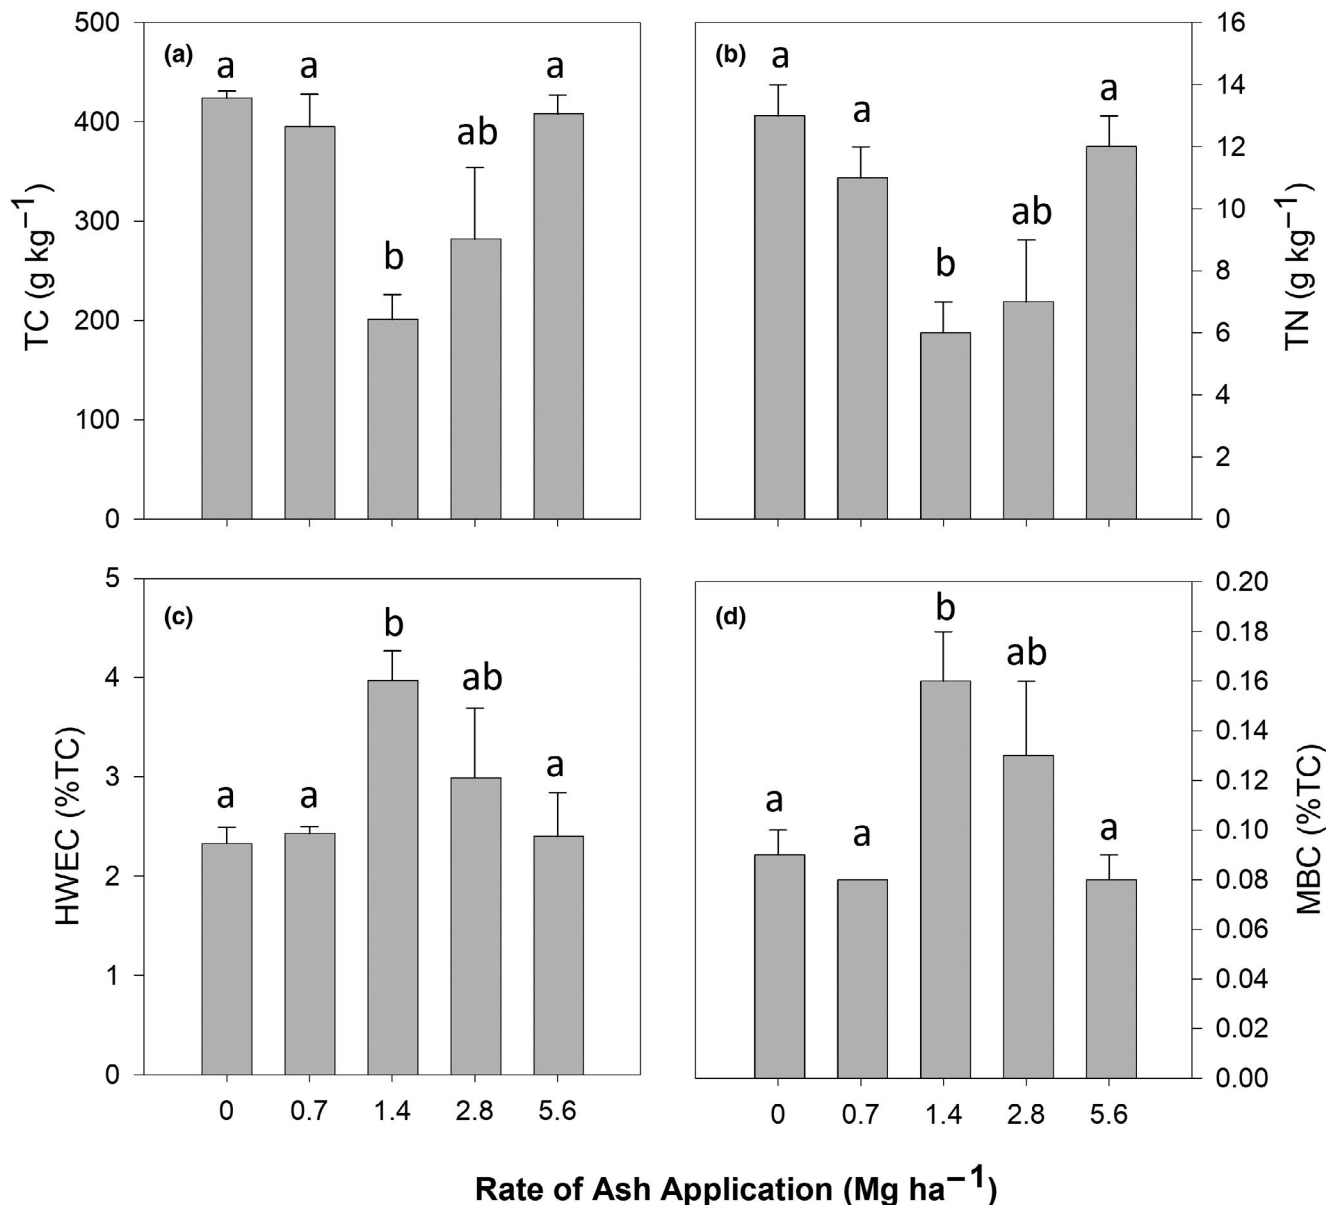 (a)
a
a
b
ab
a
500
400
300
200
100
0
TC (g kg⁻¹)
(b)
a
a
b
ab
a
16
14
12
10
8
6
4
2
0
TN (g kg⁻¹)
(c)
a
a
b
ab
a
5
4
3
2
1
0
HWEC (%TC)
0 0.7 1.4 2.8 5.6
(d)
a
a
b
ab
a
0.20
0.18
0.16
0.14
0.12
0.10
0.08
0.06
0.04
0.02
0.00
MBC (%TC)
0 0.7 1.4 2.8 5.6
Rate of Ash Application (Mg ha⁻¹)